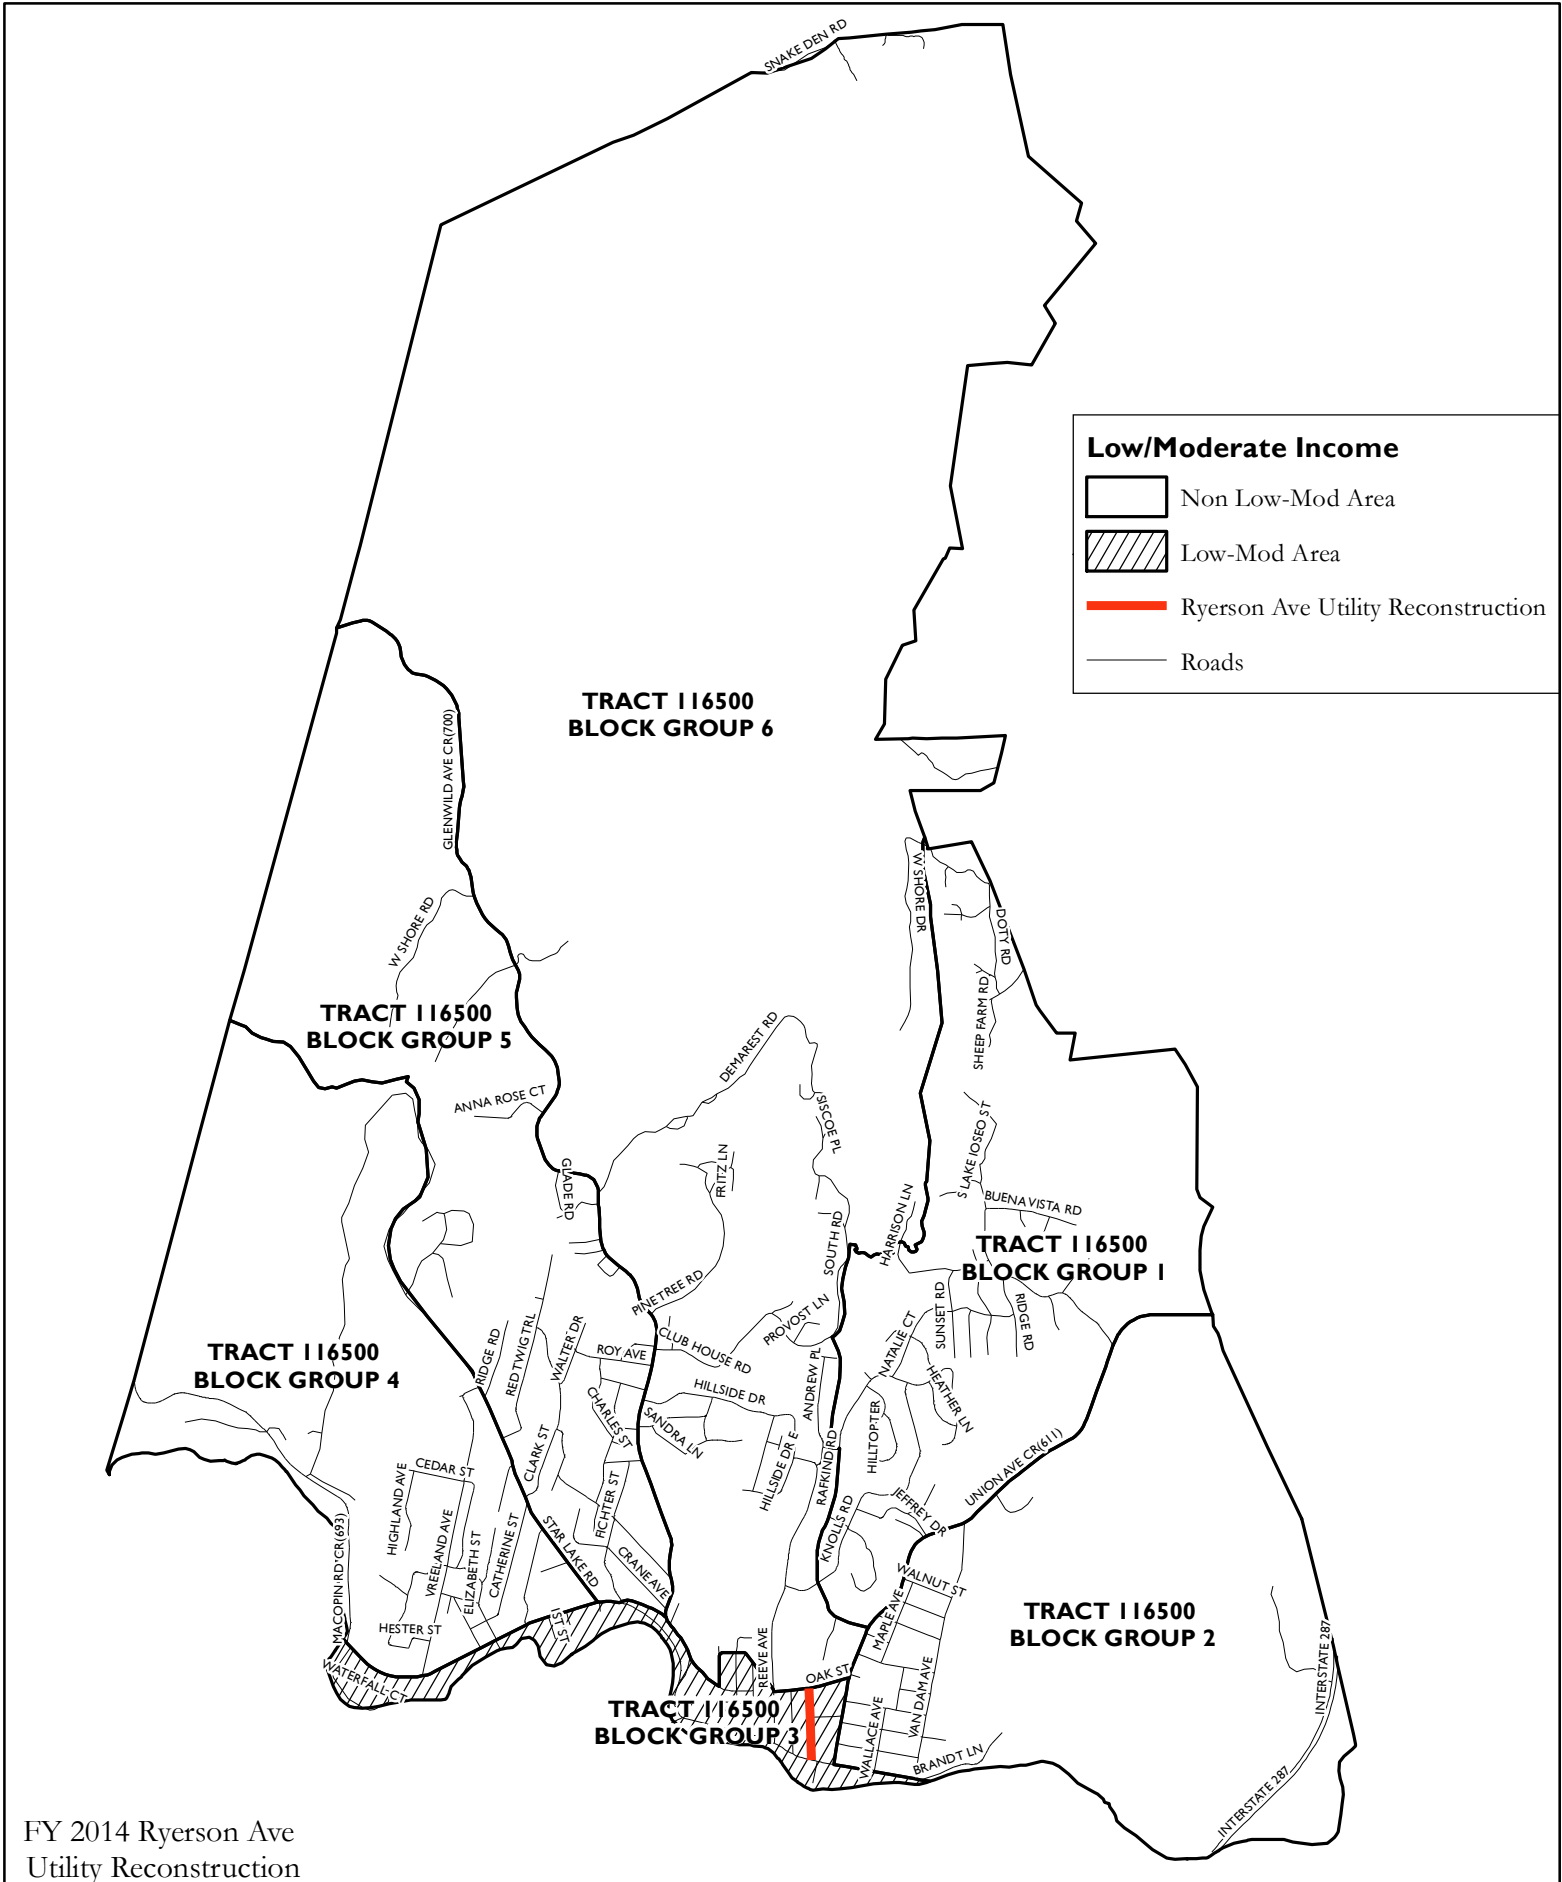 SNAKE DEN RD
Low/Moderate Income
Non Low-Mod Area
Low-Mod Area
Ryerson Ave Utility Reconstruction
Roads
TRACT 116500
BLOCK GROUP 6
GLENWILD AVE CR(700)
W SHORE DR
W SHORE RD
DOTY RD
SHEEP FARM RD
TRACT 116500
BLOCK GROUP 5
DEMAREST RD
ANNA ROSE CT
SISCOE PL
S LAKE IOSEO ST
FRITZ LN
GLADE RD
HARRISON LN
BUENA VISTA RD
SOUTH RD
TRACT 116500
BLOCK GROUP 1
PINETREE RD
PROVOST LN
SUNSET RD
RIDGE RD
NATALIE CT
TRACT 116500
BLOCK GROUP 4
RIDGE RD
RED TWIG TRL
WALTER DR
ROY AVE
CLUB HOUSE RD
ANDREW PL
HEATHER LN
HILLSIDE DR
CHARLES ST
SANDRA LN
HILLTOP TER
CLARK ST
HILLSIDE DR E
RAFKIND RD
UNION AVE CR(611)
CEDAR ST
HIGHLAND AVE
FICHTER ST
JEFFREY DR
KNOLLS RD
MACOPIN RD CR(693)
VREELAND AVE
ELIZABETH ST
CATHERINE ST
STAR LAKE RD
CRANE AVE
WALNUT ST
MAPLE AVE
TRACT 116500
BLOCK GROUP 2
HESTER ST
1ST ST
REEVE AVE
OAK ST
WATERFALL CT
INTERSTATE 287
VAN DAM AVE
WALLACE AVE
TRACT 116500
BLOCK GROUP 3
BRANDT LN
INTERSTATE 287
FY 2014 Ryerson Ave
Utility Reconstruction